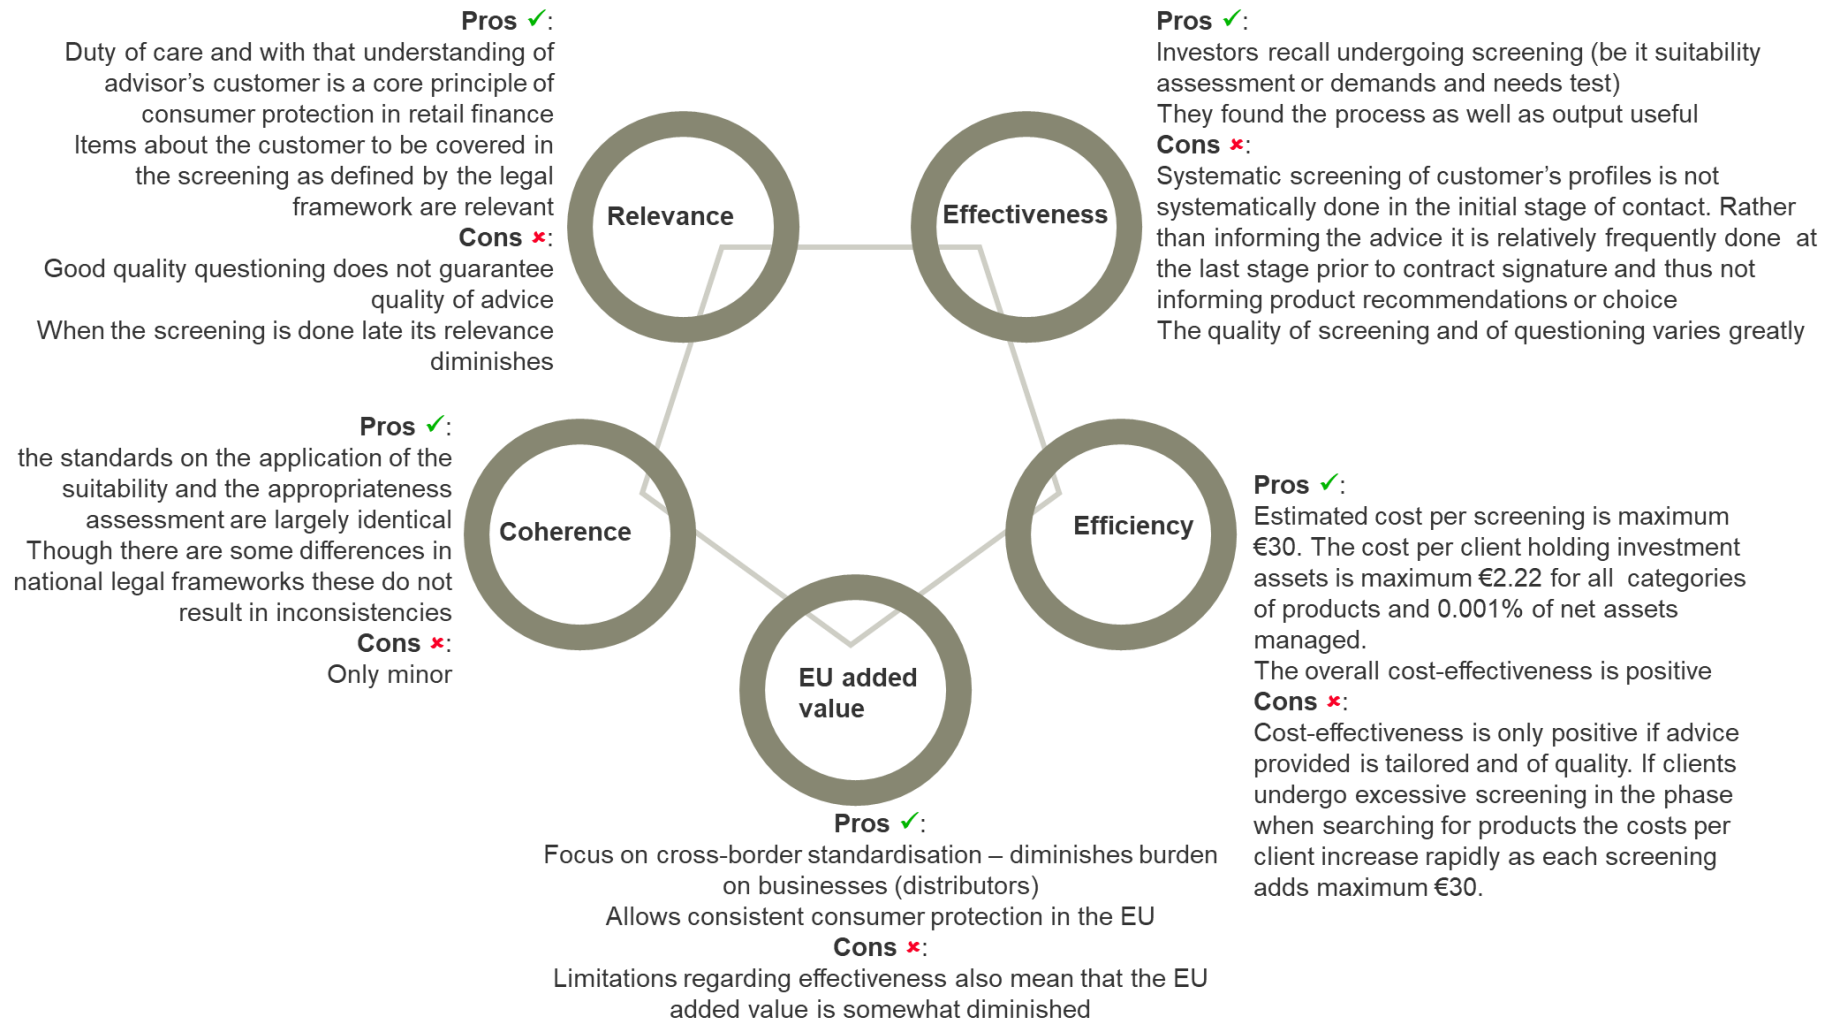 Pros ✓:
Duty of care and with that understanding of
advisor’s customer is a core principle of
consumer protection in retail finance
Items about the customer to be covered in
the screening as defined by the legal
framework are relevant
Cons ✘:
Good quality questioning does not guarantee
quality of advice
When the screening is done late its relevance
diminishes
Relevance
Pros ✓:
Investors recall undergoing screening (be it suitability
assessment or demands and needs test)
They found the process as well as output useful
Cons ✘:
Systematic screening of customer’s profiles is not
systematically done in the initial stage of contact. Rather
than informing the advice it is relatively frequently done  at
the last stage prior to contract signature and thus not
informing product recommendations or choice
The quality of screening and of questioning varies greatly
Effectiveness
Pros ✓:
the standards on the application of the
suitability and the appropriateness
assessment are largely identical
Though there are some differences in
national legal frameworks these do not
result in inconsistencies
Cons ✘:
Only minor
Coherence
Pros ✓:
Estimated cost per screening is maximum
€30. The cost per client holding investment
assets is maximum €2.22 for all  categories
of products and 0.001% of net assets
managed.
The overall cost-effectiveness is positive
Cons ✘:
Cost-effectiveness is only positive if advice
provided is tailored and of quality. If clients
undergo excessive screening in the phase
when searching for products the costs per
client increase rapidly as each screening
adds maximum €30.
Efficiency
EU added
value
Pros ✓:
Focus on cross-border standardisation – diminishes burden
on businesses (distributors)
Allows consistent consumer protection in the EU
Cons ✘:
Limitations regarding effectiveness also mean that the EU
added value is somewhat diminished